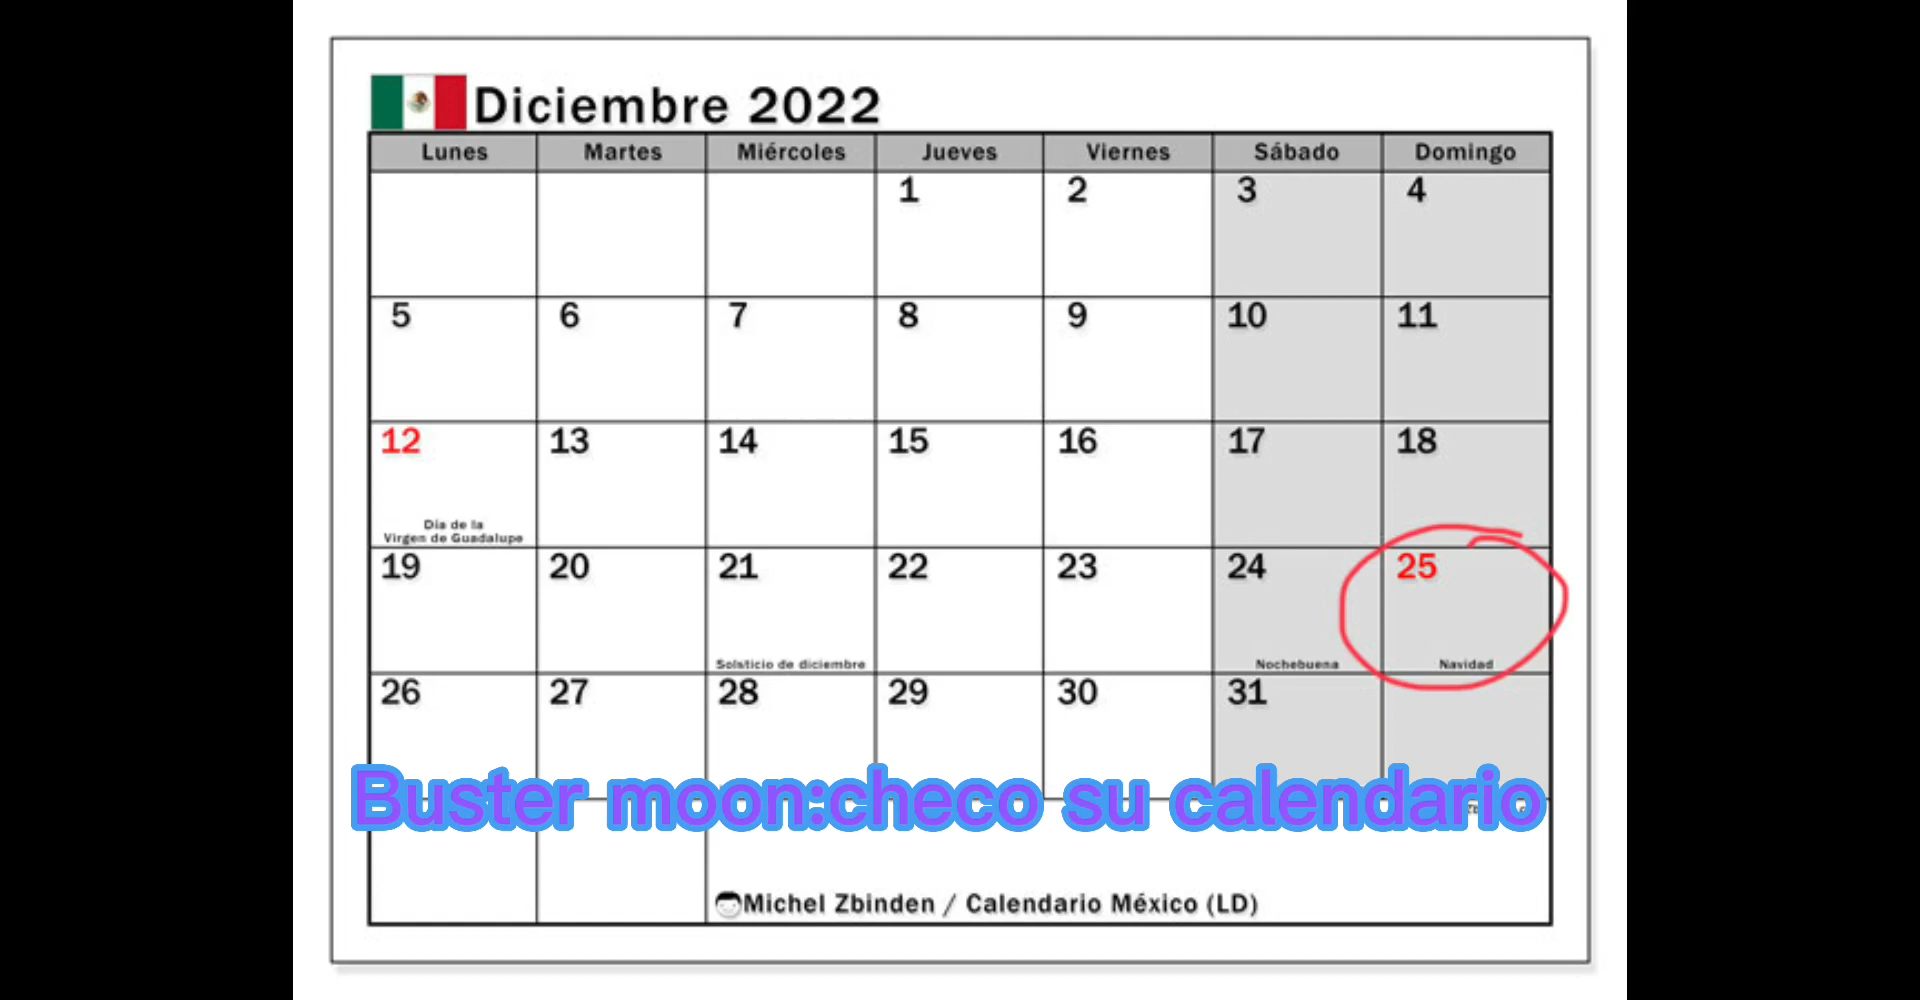 Diciembre 2022
Lunes Martes Miércoles Jueves Viernes Sábado Domingo
1 2 3 4
5 6 7 8 9 10 11
12 13 14 15 16 17 18
Día de la
Virgen de Guadalupe
19 20 21 22 23 24 25
Solsticio de diciembre Nochebuena Navidad
26 27 28 29 30 31
Buster moon:checo su calendario
Michel Zbinden / Calendario México (LD)